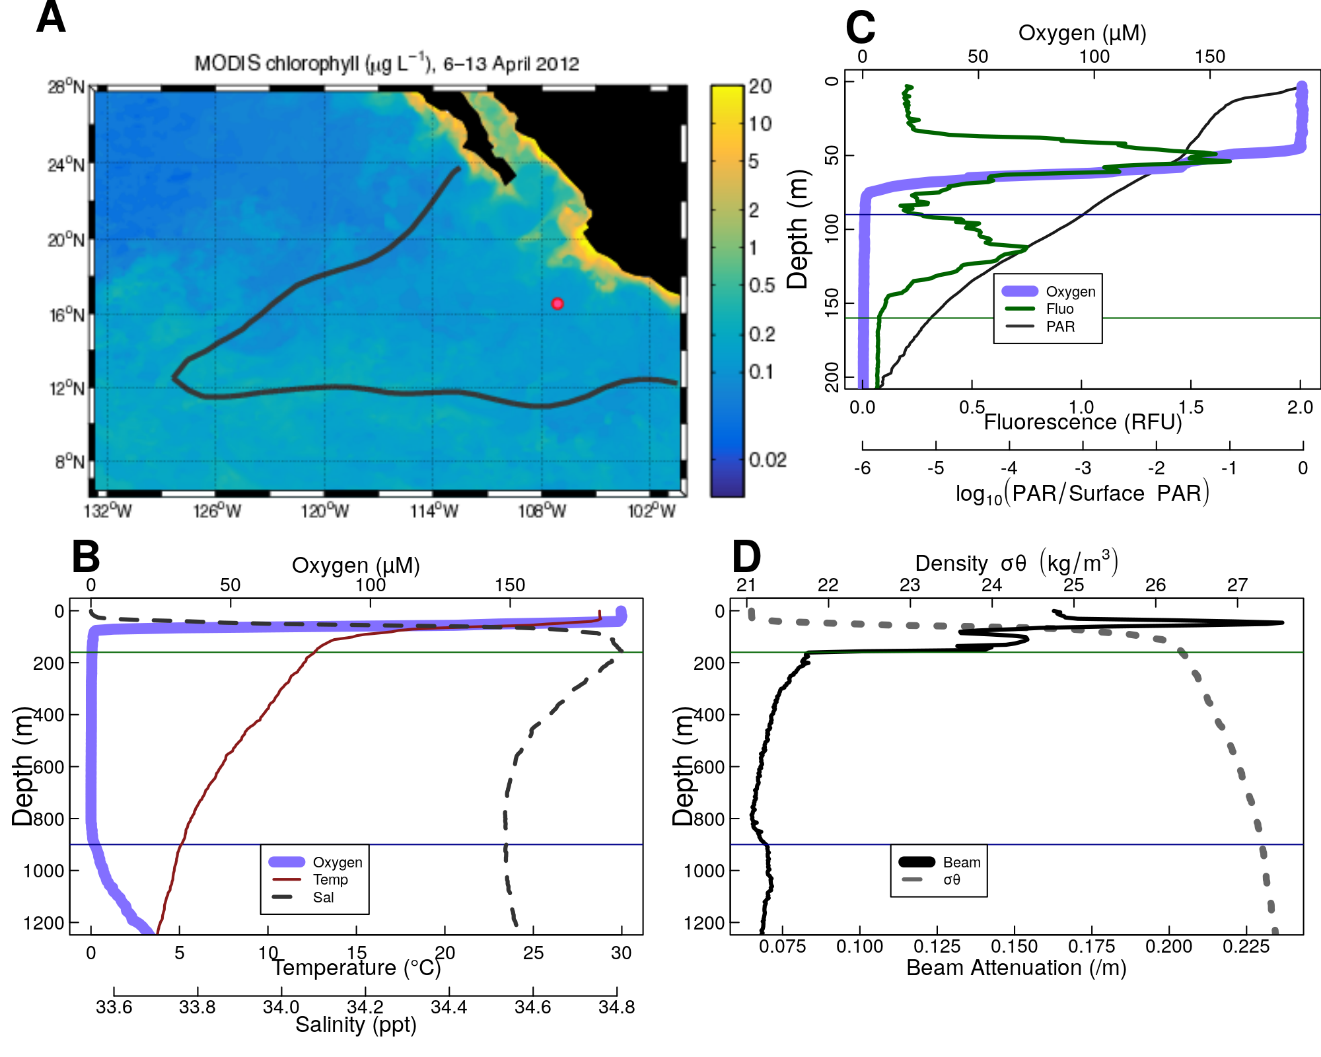 A
MODIS chlorophyll (μg L⁻¹), 6–13 April 2012
28°N
24°N
20°N
16°N
12°N
8°N
132°W 126°W 120°W 114°W 108°W 102°W
20
10
5
2
1
0.5
0.2
0.1
0.02
C
Oxygen (μM)
0 50 100 150
Depth (m)
0
50
100
150
200
Oxygen
Fluo
PAR
0.0 0.5 1.0 1.5 2.0
Fluorescence (RFU)
-6 -5 -4 -3 -2 -1 0
log₁₀(PAR/Surface PAR)
B
Oxygen (μM)
0 50 100 150
Depth (m)
0
200
400
600
800
1000
1200
Oxygen
Temp
Sal
0 5 10 15 20 25 30
Temperature (°C)
33.6 33.8 34.0 34.2 34.4 34.6 34.8
Salinity (ppt)
D
Density σθ (kg/m³)
21 22 23 24 25 26 27
Depth (m)
0
200
400
600
800
1000
1200
Beam
σθ
0.075 0.100 0.125 0.150 0.175 0.200 0.225
Beam Attenuation (/m)